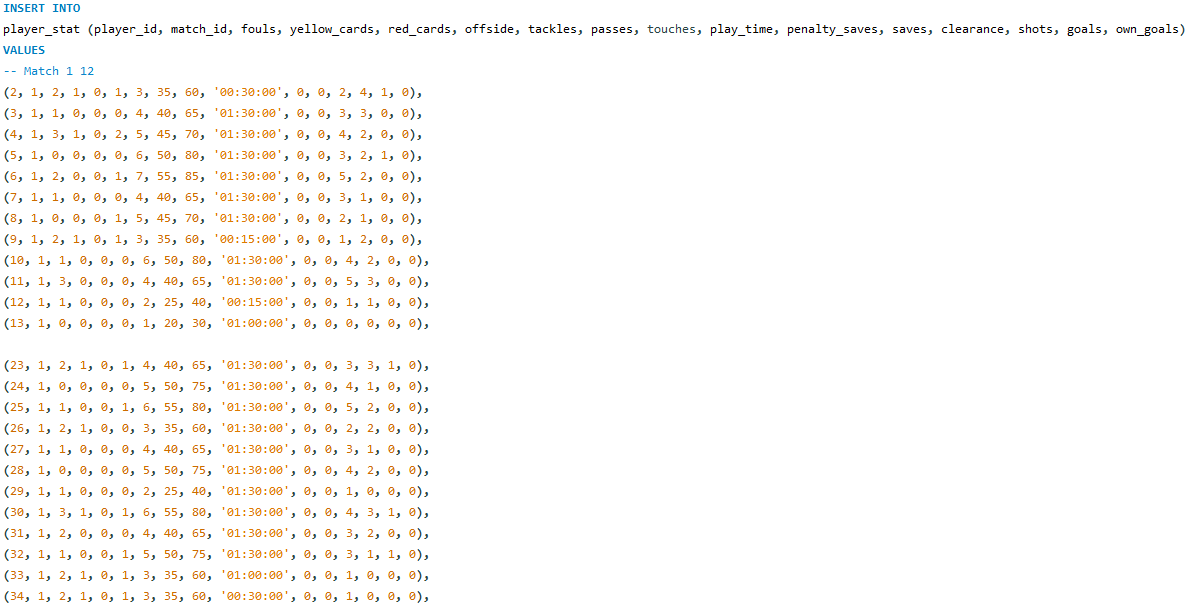 INSERT INTO
player_stat (player_id, match_id, fouls, yellow_cards, red_cards, offside, tackles, passes, touches, play_time, penalty_saves, saves, clearance, shots, goals, own_goals)
VALUES
-- Match 1 12
(2, 1, 2, 1, 0, 1, 3, 35, 60, '00:30:00', 0, 0, 2, 4, 1, 0),
(3, 1, 1, 0, 0, 0, 4, 40, 65, '01:30:00', 0, 0, 3, 3, 0, 0),
(4, 1, 3, 1, 0, 2, 5, 45, 70, '01:30:00', 0, 0, 4, 2, 0, 0),
(5, 1, 0, 0, 0, 0, 6, 50, 80, '01:30:00', 0, 0, 3, 2, 1, 0),
(6, 1, 2, 0, 0, 1, 7, 55, 85, '01:30:00', 0, 0, 5, 2, 0, 0),
(7, 1, 1, 0, 0, 0, 4, 40, 65, '01:30:00', 0, 0, 3, 1, 0, 0),
(8, 1, 0, 0, 0, 1, 5, 45, 70, '01:30:00', 0, 0, 2, 1, 0, 0),
(9, 1, 2, 1, 0, 1, 3, 35, 60, '00:15:00', 0, 0, 1, 2, 0, 0),
(10, 1, 1, 0, 0, 0, 6, 50, 80, '01:30:00', 0, 0, 4, 2, 0, 0),
(11, 1, 3, 0, 0, 0, 4, 40, 65, '01:30:00', 0, 0, 5, 3, 0, 0),
(12, 1, 1, 0, 0, 0, 2, 25, 40, '00:15:00', 0, 0, 1, 1, 0, 0),
(13, 1, 0, 0, 0, 0, 1, 20, 30, '01:00:00', 0, 0, 0, 0, 0, 0),
(23, 1, 2, 1, 0, 1, 4, 40, 65, '01:30:00', 0, 0, 3, 3, 1, 0),
(24, 1, 0, 0, 0, 0, 5, 50, 75, '01:30:00', 0, 0, 4, 1, 0, 0),
(25, 1, 1, 0, 0, 1, 6, 55, 80, '01:30:00', 0, 0, 5, 2, 0, 0),
(26, 1, 2, 1, 0, 0, 3, 35, 60, '01:30:00', 0, 0, 2, 2, 0, 0),
(27, 1, 1, 0, 0, 0, 4, 40, 65, '01:30:00', 0, 0, 3, 1, 0, 0),
(28, 1, 0, 0, 0, 0, 5, 50, 75, '01:30:00', 0, 0, 4, 2, 0, 0),
(29, 1, 1, 0, 0, 0, 2, 25, 40, '01:30:00', 0, 0, 1, 0, 0, 0),
(30, 1, 3, 1, 0, 1, 6, 55, 80, '01:30:00', 0, 0, 4, 3, 1, 0),
(31, 1, 2, 0, 0, 0, 4, 40, 65, '01:30:00', 0, 0, 3, 2, 0, 0),
(32, 1, 1, 0, 0, 1, 5, 50, 75, '01:30:00', 0, 0, 3, 1, 1, 0),
(33, 1, 2, 1, 0, 1, 3, 35, 60, '01:00:00', 0, 0, 1, 0, 0, 0),
(34, 1, 2, 1, 0, 1, 3, 35, 60, '00:30:00', 0, 0, 1, 0, 0, 0),